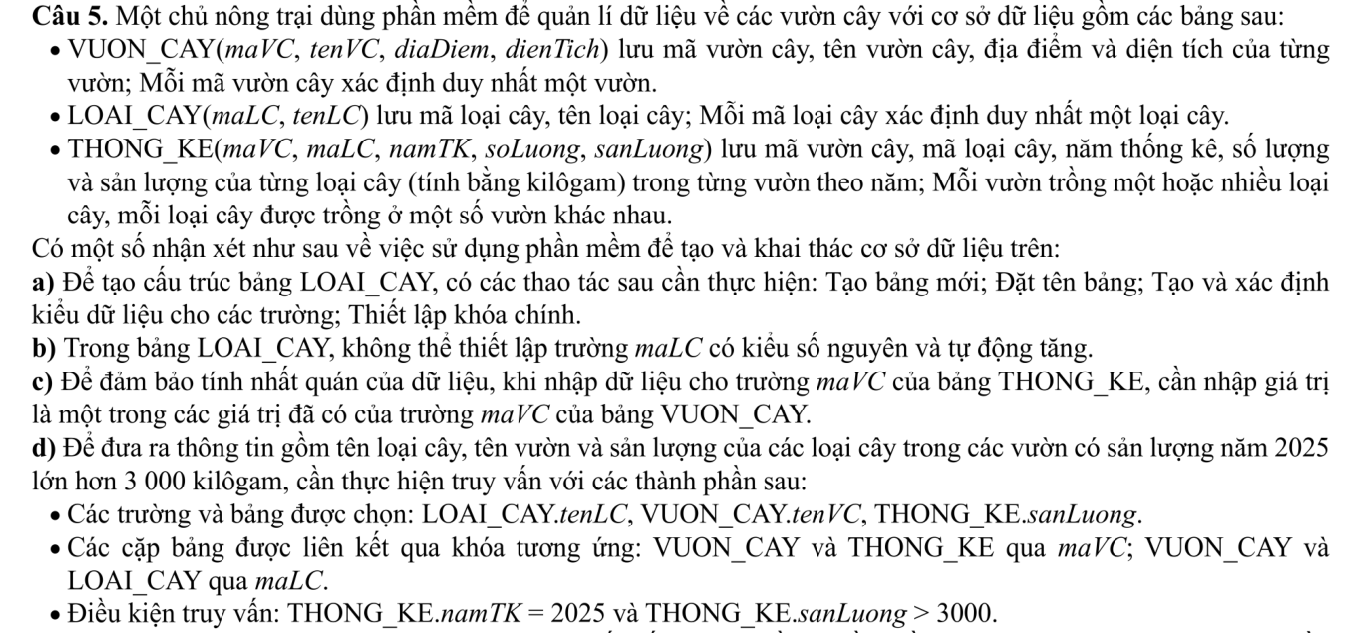 Câu 5. Một chủ nông trại dùng phần mềm để quản lí dữ liệu về các vườn cây với cơ sở dữ liệu gồm các bảng sau:
• VUON_CAY(maVC, tenVC, diaDiem, dienTich) lưu mã vườn cây, tên vườn cây, địa điểm và diện tích của từng
vườn; Mỗi mã vườn cây xác định duy nhất một vườn.
• LOAI_CAY(maLC, tenLC) lưu mã loại cây, tên loại cây; Mỗi mã loại cây xác định duy nhất một loại cây.
• THONG_KE(maVC, maLC, namTK, soLuong, sanLuong) lưu mã vườn cây, mã loại cây, năm thống kê, số lượng
và sản lượng của từng loại cây (tính bằng kilôgam) trong từng vườn theo năm; Mỗi vườn trồng một hoặc nhiều loại
cây, mỗi loại cây được trồng ở một số vườn khác nhau.
Có một số nhận xét như sau về việc sử dụng phần mềm để tạo và khai thác cơ sở dữ liệu trên:
a) Để tạo cấu trúc bảng LOAI_CAY, có các thao tác sau cần thực hiện: Tạo bảng mới; Đặt tên bảng; Tạo và xác định
kiểu dữ liệu cho các trường; Thiết lập khóa chính.
b) Trong bảng LOAI_CAY, không thể thiết lập trường maLC có kiểu số nguyên và tự động tăng.
c) Để đảm bảo tính nhất quán của dữ liệu, khi nhập dữ liệu cho trường maVC của bảng THONG_KE, cần nhập giá trị
là một trong các giá trị đã có của trường maVC của bảng VUON_CAY.
d) Để đưa ra thông tin gồm tên loại cây, tên vườn và sản lượng của các loại cây trong các vườn có sản lượng năm 2025
lớn hơn 3 000 kilôgam, cần thực hiện truy vấn với các thành phần sau:
• Các trường và bảng được chọn: LOAI_CAY.tenLC, VUON_CAY.tenVC, THONG_KE.sanLuong.
• Các cặp bảng được liên kết qua khóa tương ứng: VUON_CAY và THONG_KE qua maVC; VUON_CAY và
LOAI_CAY qua maLC.
• Điều kiện truy vấn: THONG_KE.namTK = 2025 và THONG_KE.sanLuong > 3000.